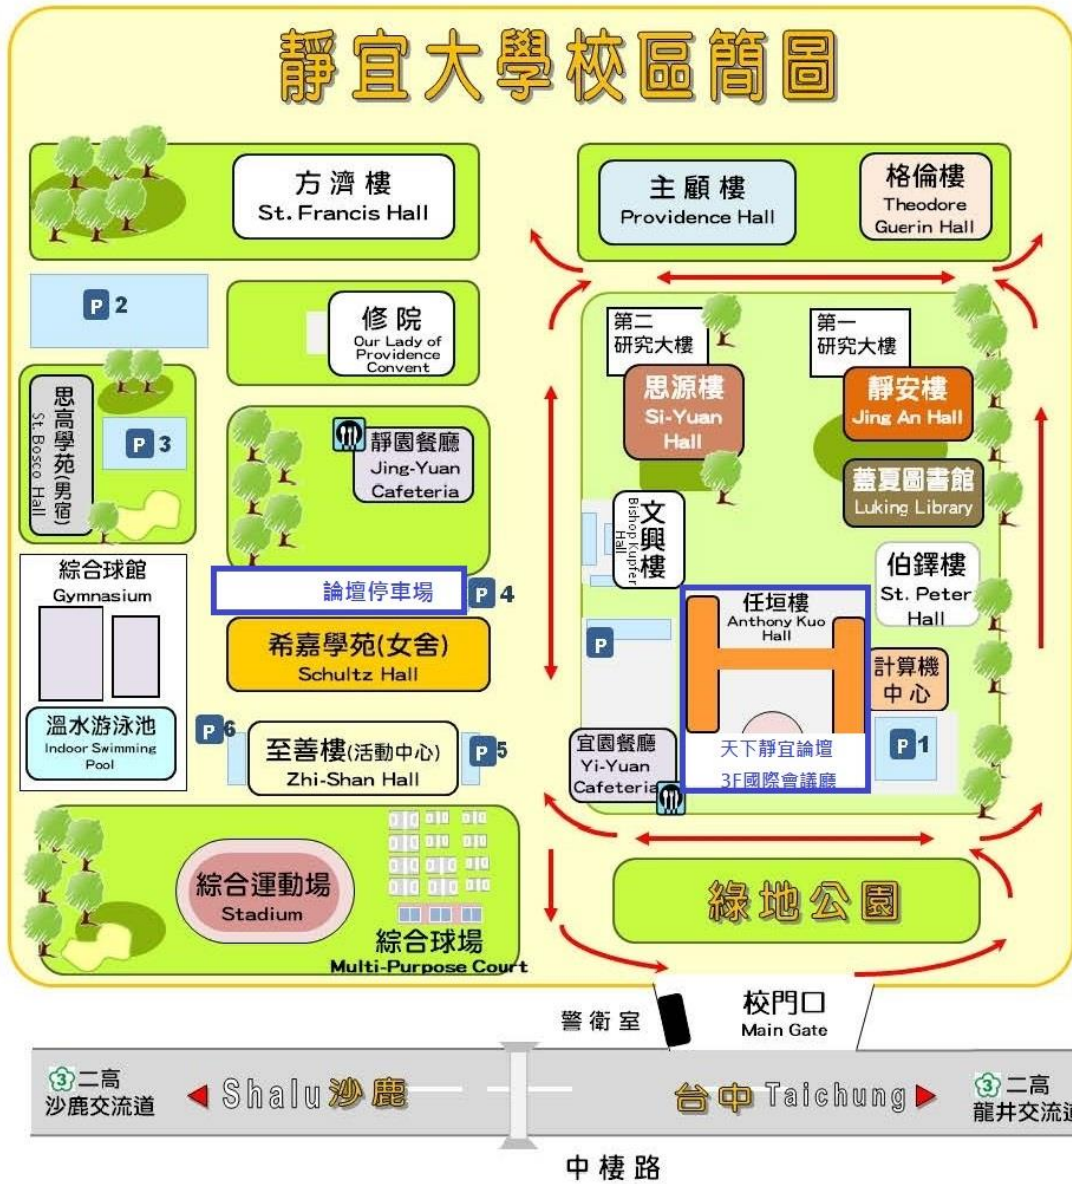 靜宜大學校區簡圖
方濟樓
St. Francis Hall
主顧樓
Providence Hall
格倫樓
Theodore
Guerin Hall
P 2
修院
Our Lady of
Providence
Convent
第二
研究大樓
第一
研究大樓
思源樓
Si-Yuan
Hall
靜安樓
Jing An Hall
思高學苑(男宿)
St. Bosco Hall
P 3
靜園餐廳
Jing-Yuan
Cafeteria
蓋夏圖書館
Luking Library
文興樓
Bishop Kupfer
Hall
綜合球館
Gymnasium
論壇停車場
P 4
伯鐸樓
St. Peter
Hall
任垣樓
Anthony Kuo
Hall
希嘉學苑(女舍)
Schultz Hall
P
計算機
中心
溫水游泳池
Indoor Swimming
Pool
P6
至善樓(活動中心)
Zhi-Shan Hall
P5
宜園餐廳
Yi-Yuan
Cafeteria
天下靜宜論壇
3F國際會議廳
P1
綜合運動場
Stadium
綜合球場
Multi-Purpose Court
綠地公園
警衛室
校門口
Main Gate
3 二高
沙鹿交流道
Shalu 沙鹿
台中 Taichung
3 二高
龍井交流道
中棲路